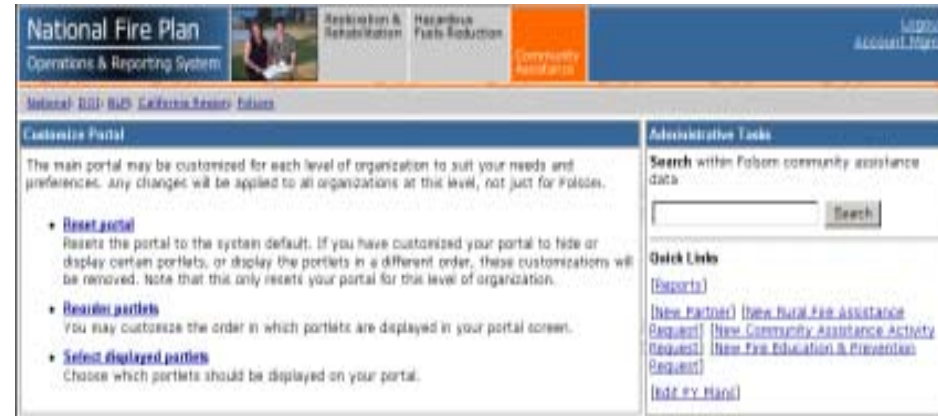 National Fire Plan
Operations & Reporting System
Restoration &
Rehabilitation
Hazardous
Fuels Reduction
Community
Assistance
Logout
Account Mgmt
National› DOI› BLM› California Region› Folsom
Customize Portal
The main portal may be customized for each level of organization to suit your needs and
preferences. Any changes will be applied to all organizations at this level, not just for Folsom.
• Reset portal
Resets the portal to the system default. If you have customized your portal to hide or
display certain portlets, or display the portlets in a different order, these customizations will
be removed. Note that this only resets your portal for this level of organization.
• Reorder portlets
You may customize the order in which portlets are displayed in your portal screen.
• Select displayed portlets
Choose which portlets should be displayed on your portal.
Administrative Tasks
Search within Folsom community assistance
data
Search
Quick Links
[Reports]
[New Partner] [New Rural Fire Assistance
Request] [New Community Assistance Activity
Request] [New Fire Education & Prevention
Request]
[Edit FY Plans]